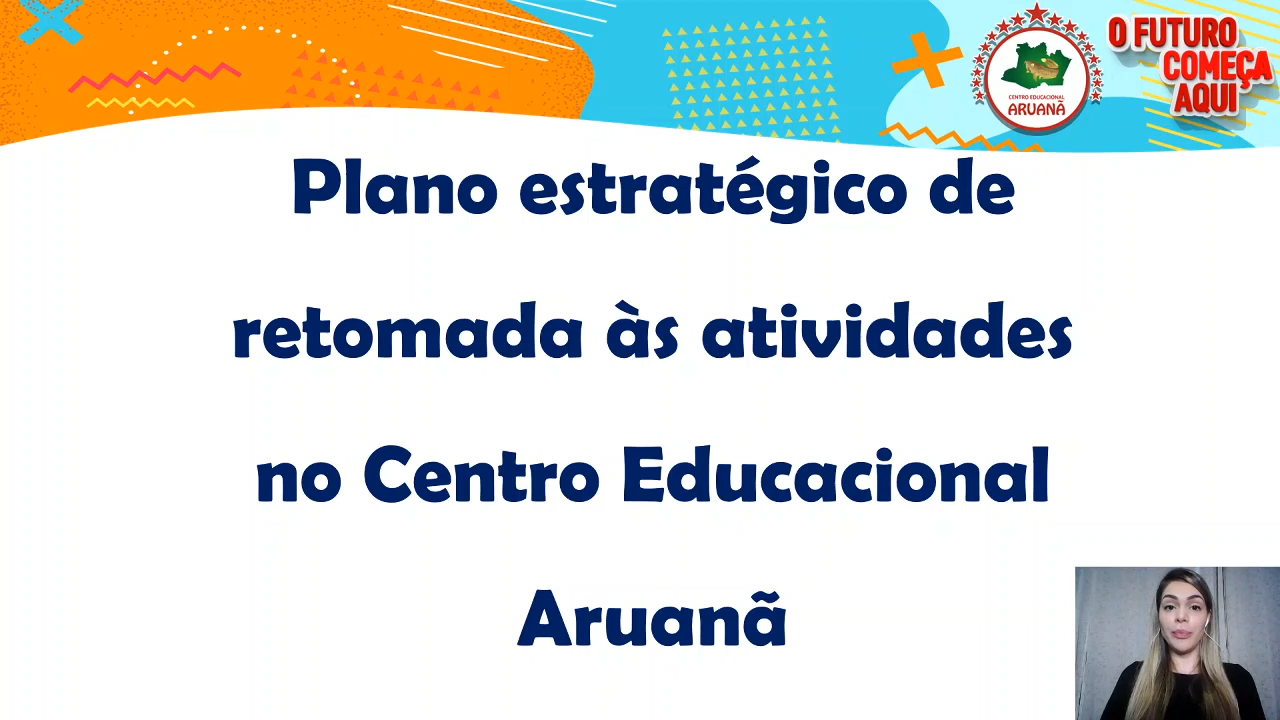 O FUTURO
COMEÇA
AQUI
CENTRO EDUCACIONAL
ARUANÃ
Plano estratégico de
retomada às atividades
no Centro Educacional
Aruanã